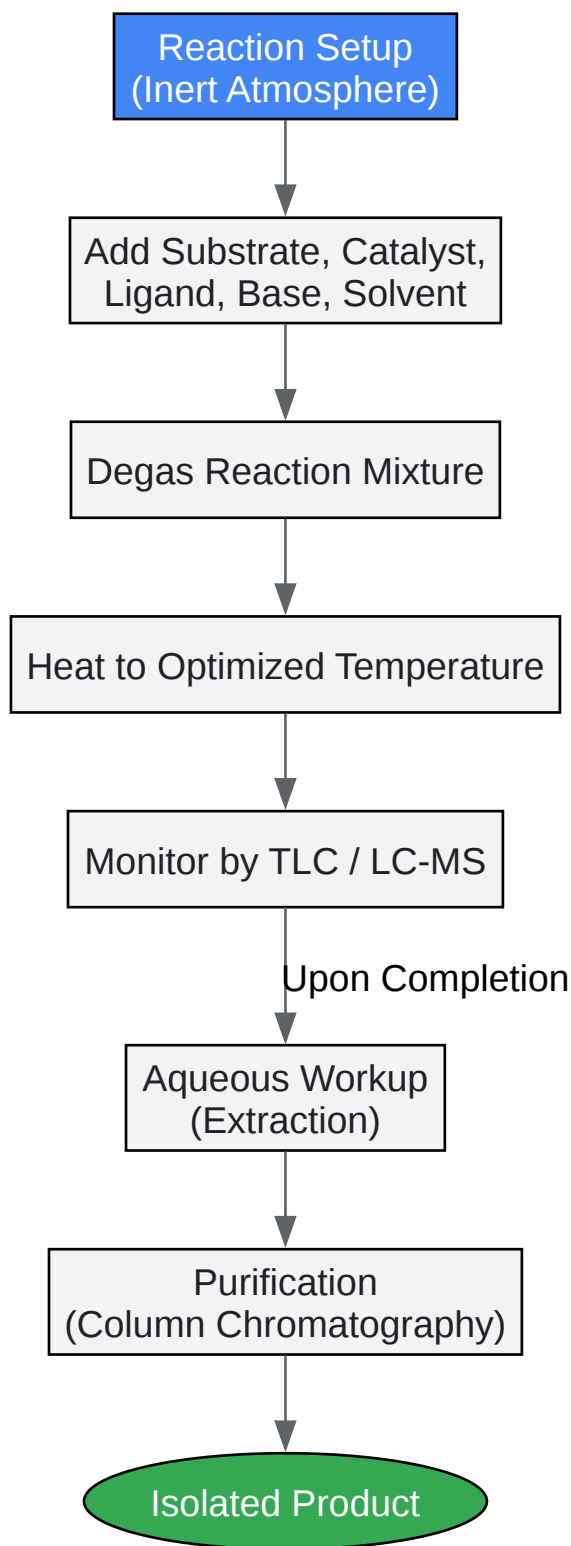 Reaction Setup
(Inert Atmosphere)
Add Substrate, Catalyst,
Ligand, Base, Solvent
Degas Reaction Mixture
Heat to Optimized Temperature
Monitor by TLC / LC-MS
Upon Completion
Aqueous Workup
(Extraction)
Purification
(Column Chromatography)
Isolated Product